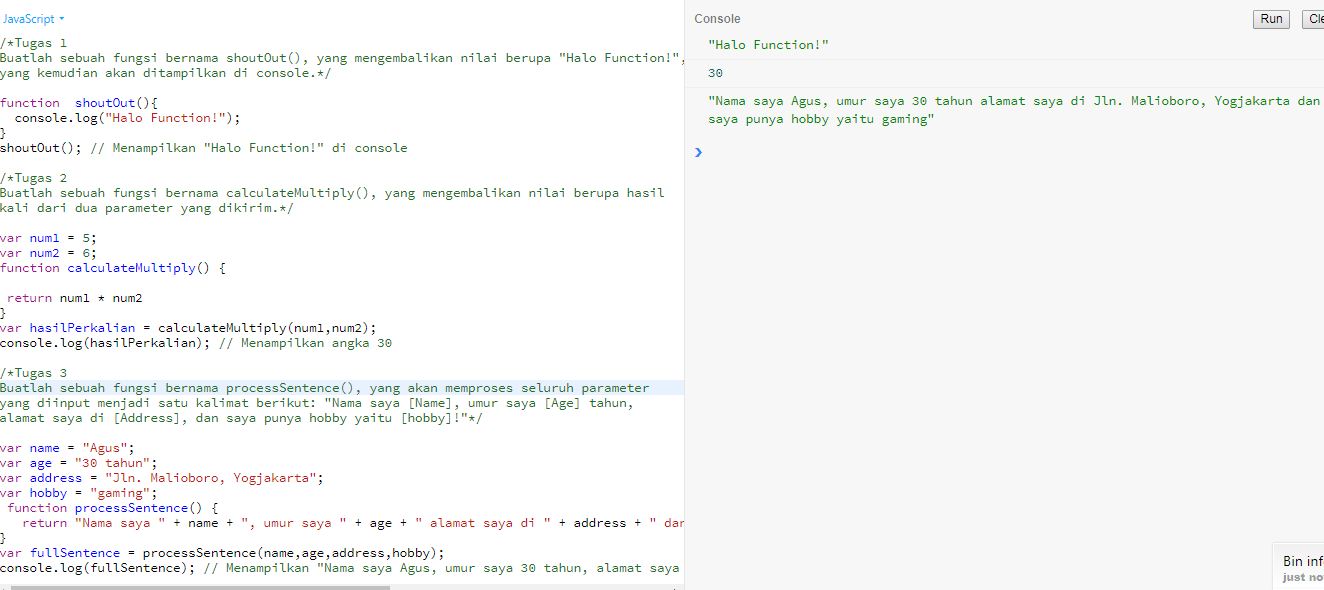 JavaScript
/*Tugas 1
Buatlah sebuah fungsi bernama shoutOut(), yang mengembalikan nilai berupa "Halo Function!",
yang kemudian akan ditampilkan di console.*/
function  shoutOut(){
  console.log("Halo Function!");
}
shoutOut(); // Menampilkan "Halo Function!" di console
/*Tugas 2
Buatlah sebuah fungsi bernama calculateMultiply(), yang mengembalikan nilai berupa hasil
kali dari dua parameter yang dikirim.*/
var num1 = 5;
var num2 = 6;
function calculateMultiply() {
 return num1 * num2
}
var hasilPerkalian = calculateMultiply(num1,num2);
console.log(hasilPerkalian); // Menampilkan angka 30
/*Tugas 3
Buatlah sebuah fungsi bernama processSentence(), yang akan memproses seluruh parameter
yang diinput menjadi satu kalimat berikut: "Nama saya [Name], umur saya [Age] tahun,
alamat saya di [Address], dan saya punya hobby yaitu [hobby]!"*/
var name = "Agus";
var age = "30 tahun";
var address = "Jln. Malioboro, Yogjakarta";
var hobby = "gaming";
 function processSentence() {
   return "Nama saya " + name + ", umur saya " + age + " alamat saya di " + address + " dan
}
var fullSentence = processSentence(name,age,address,hobby);
console.log(fullSentence); // Menampilkan "Nama saya Agus, umur saya 30 tahun, alamat saya
Console
Run
Cle
"Halo Function!"
30
"Nama saya Agus, umur saya 30 tahun alamat saya di Jln. Malioboro, Yogjakarta dan
saya punya hobby yaitu gaming"
Bin inf
just no